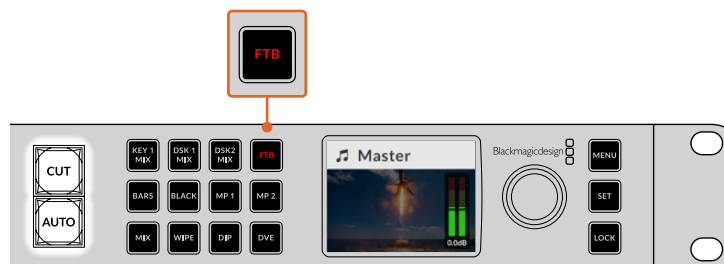 FTB
CUT
AUTO
KEY 1 MIX
DSK 1 MIX
DSK2 MIX
FTB
BARS
BLACK
MP 1
MP 2
MIX
WIPE
DIP
DVE
Master
0.0dB
Blackmagicdesign
MENU
SET
LOCK